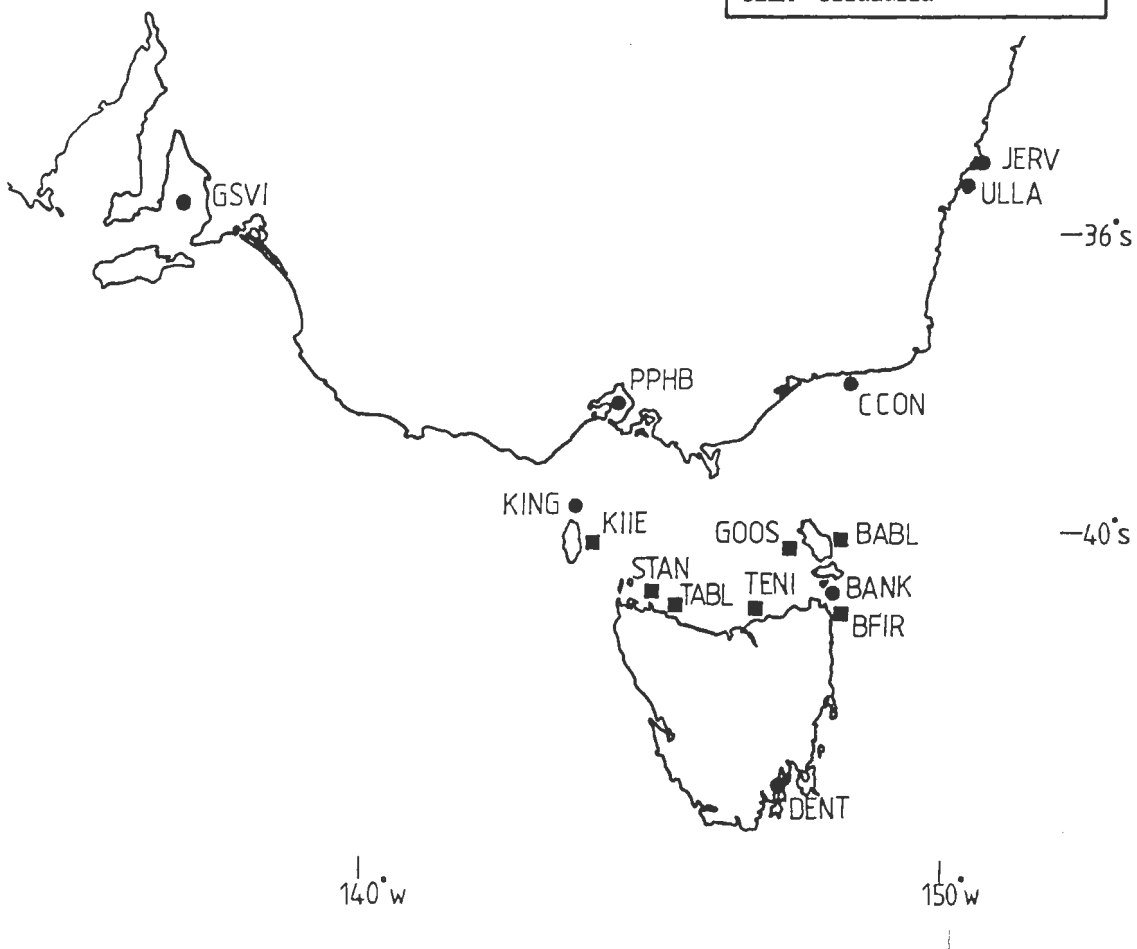 JERV
GSVI
ULLA
36°s
PPHB
CCON
KING
KIIE
GOOS
BABL
40°s
STAN
TABL
TENI
BANK
BFIR
DENT
140°w
150°w